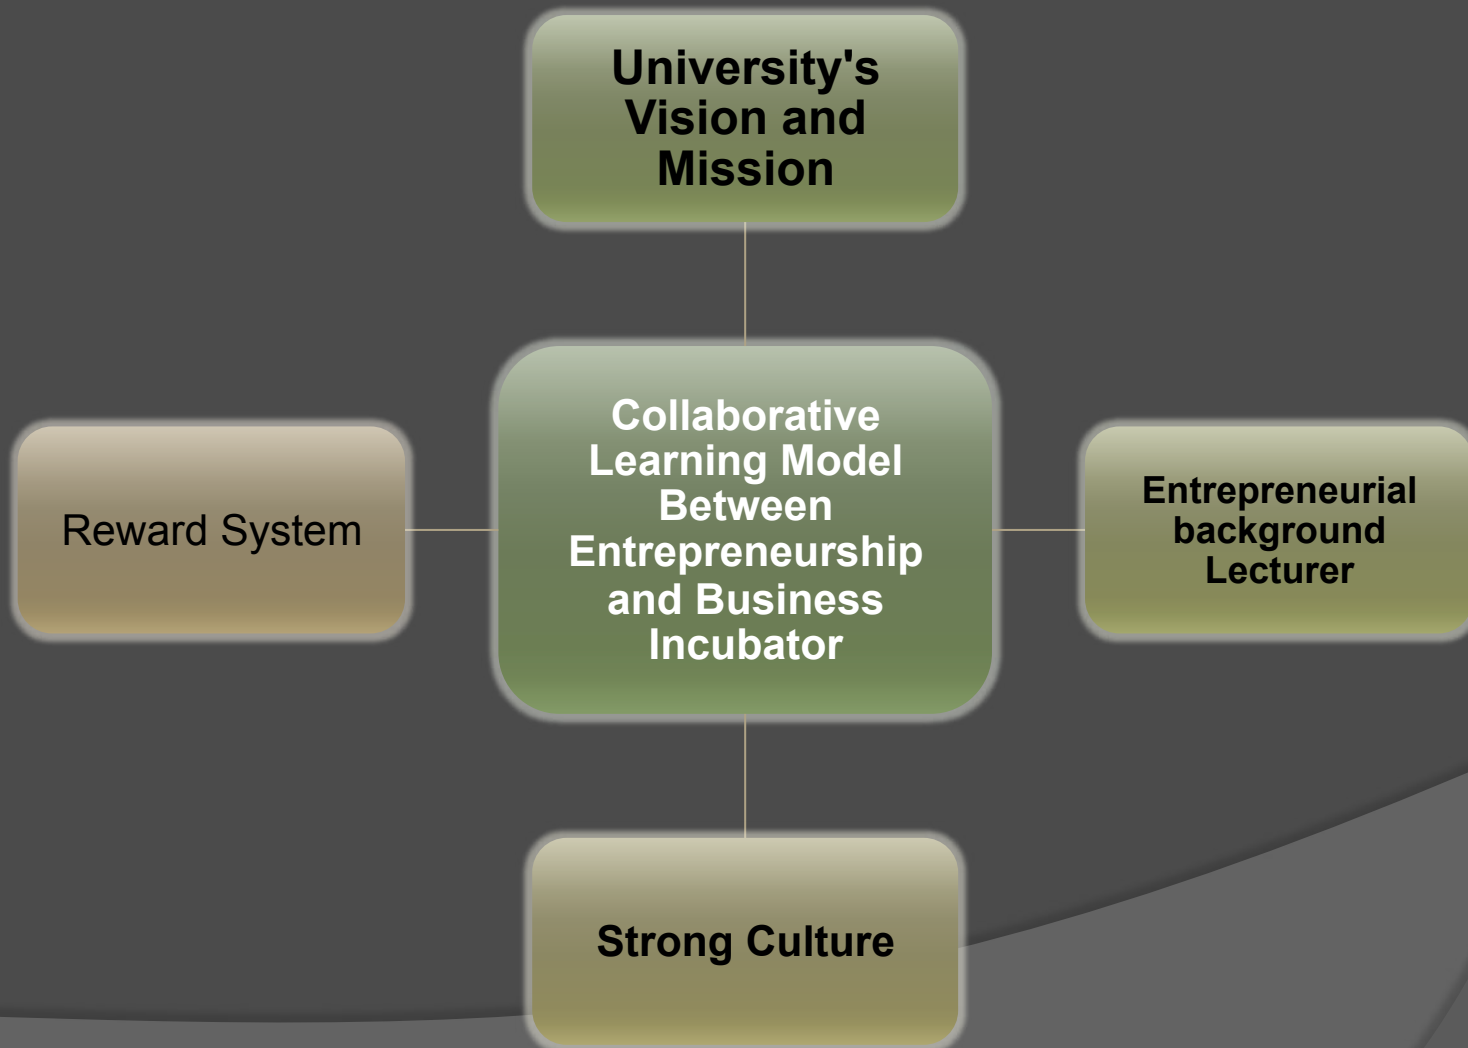 University's
Vision and
Mission
Collaborative
Learning Model
Between
Entrepreneurship
and Business
Incubator
Reward System
Entrepreneurial
background
Lecturer
Strong Culture